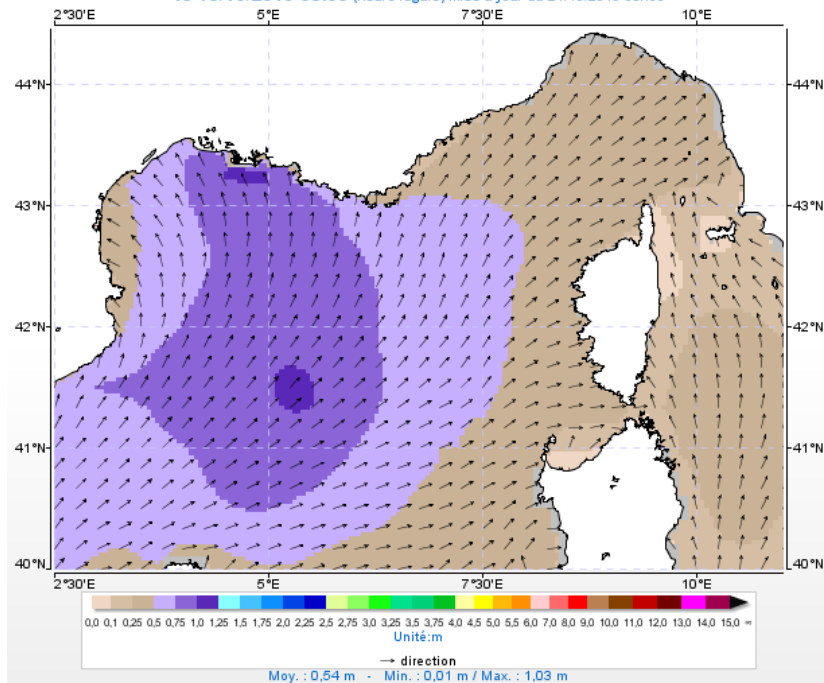 2°30'E 5°E 7°30'E 10°E
44°N 44°N
43°N 43°N
42°N 42°N
41°N 41°N
40°N 40°N
2°30'E 5°E 7°30'E 10°E
0,0 0,1 0,25 0,5 0,75 1,0 1,25 1,5 1,75 2,0 2,25 2,5 2,75 3,0 3,25 3,5 3,75 4,0 4,5 5,0 5,5 6,0 6,5 7,0 8,0 9,0 10,0 11,0 12,0 13,0 14,0 15,0 ∞
Unité:m
→ direction
Moy. : 0,54 m - Min. : 0,01 m / Max. : 1,03 m